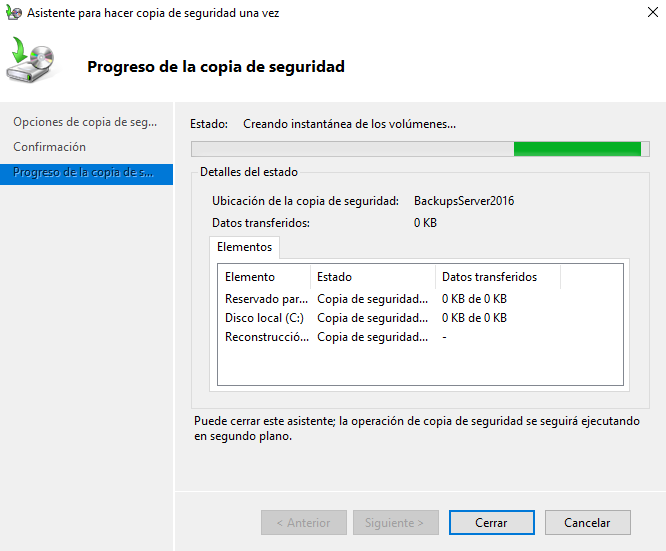 Asistente para hacer copia de seguridad una vez
Progreso de la copia de seguridad
Opciones de copia de seg...
Confirmación
Progreso de la copia de s...
Estado: Creando instantánea de los volúmenes...
Detalles del estado
Ubicación de la copia de seguridad: BackupsServer2016
Datos transferidos: 0 KB
Elementos
Elemento Estado Datos transferidos
Reservado par... Copia de seguridad... 0 KB de 0 KB
Disco local (C:) Copia de seguridad... 0 KB de 0 KB
Reconstrucció... Copia de seguridad... -
Puede cerrar este asistente; la operación de copia de seguridad se seguirá ejecutando
en segundo plano.
< Anterior Siguiente > Cerrar Cancelar